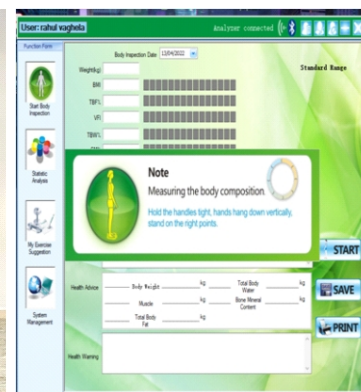 User: rahul vaghela
Analyzer connected
Function Form
Body Inspection Date 13/04/2022
Weight(kg)
Standard Range
BMI
Start Body
Inspection
TBF%
VFI
TBW%
Statistic
Analysis
Note
Measuring the body composition.
Hold the handles tight, hands hang down vertically,
stand on the right points.
My Exercise
Suggestion
START
Health Advice
Body Weight kg
Total Body
Water kg
Muscle kg
Bone Mineral
Content kg
Total Body
Fat kg
SAVE
System
Management
PRINT
Health Warning